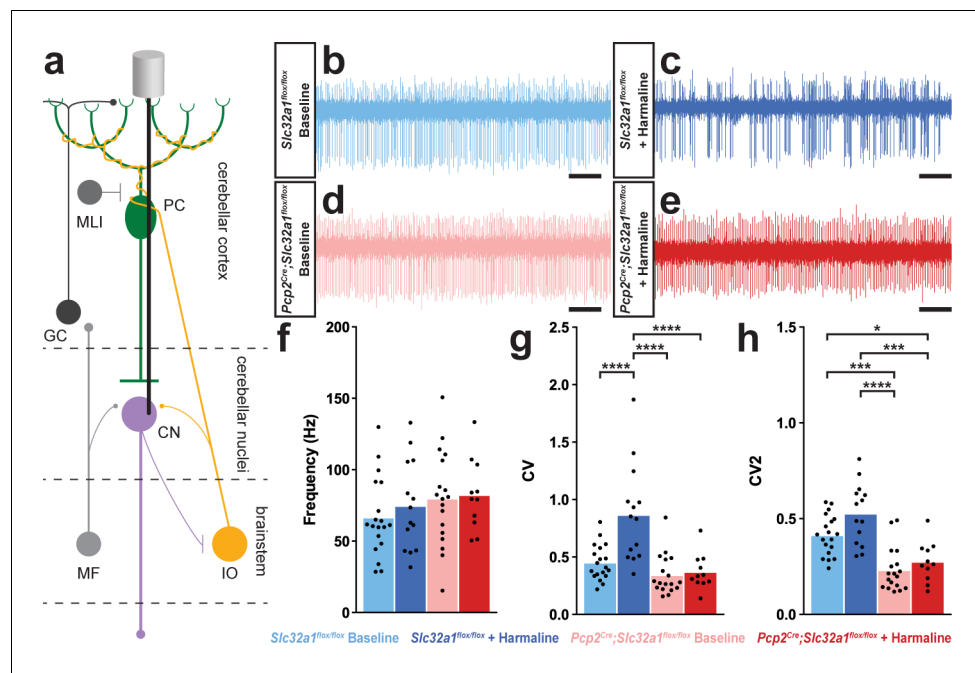 a
MLI
PC
GC
CN
MF
IO
cerebellar cortex
cerebellar nuclei
brainstem
b
Slc32a1flox/flox
Baseline
c
Slc32a1flox/flox
+ Harmaline
d
Pcp2Cre;Slc32a1flox/flox
Baseline
e
Pcp2Cre;Slc32a1flox/flox
+ Harmaline
f
Frequency (Hz)
200
150
100
50
0
g
CV
2.5
2.0
1.5
1.0
0.5
0.0
****
****
****
h
CV2
1.5
1.0
0.5
0.0
*
***
***
****
Slc32a1flox/flox Baseline
Slc32a1flox/flox + Harmaline
Pcp2Cre;Slc32a1flox/flox Baseline
Pcp2Cre;Slc32a1flox/flox + Harmaline